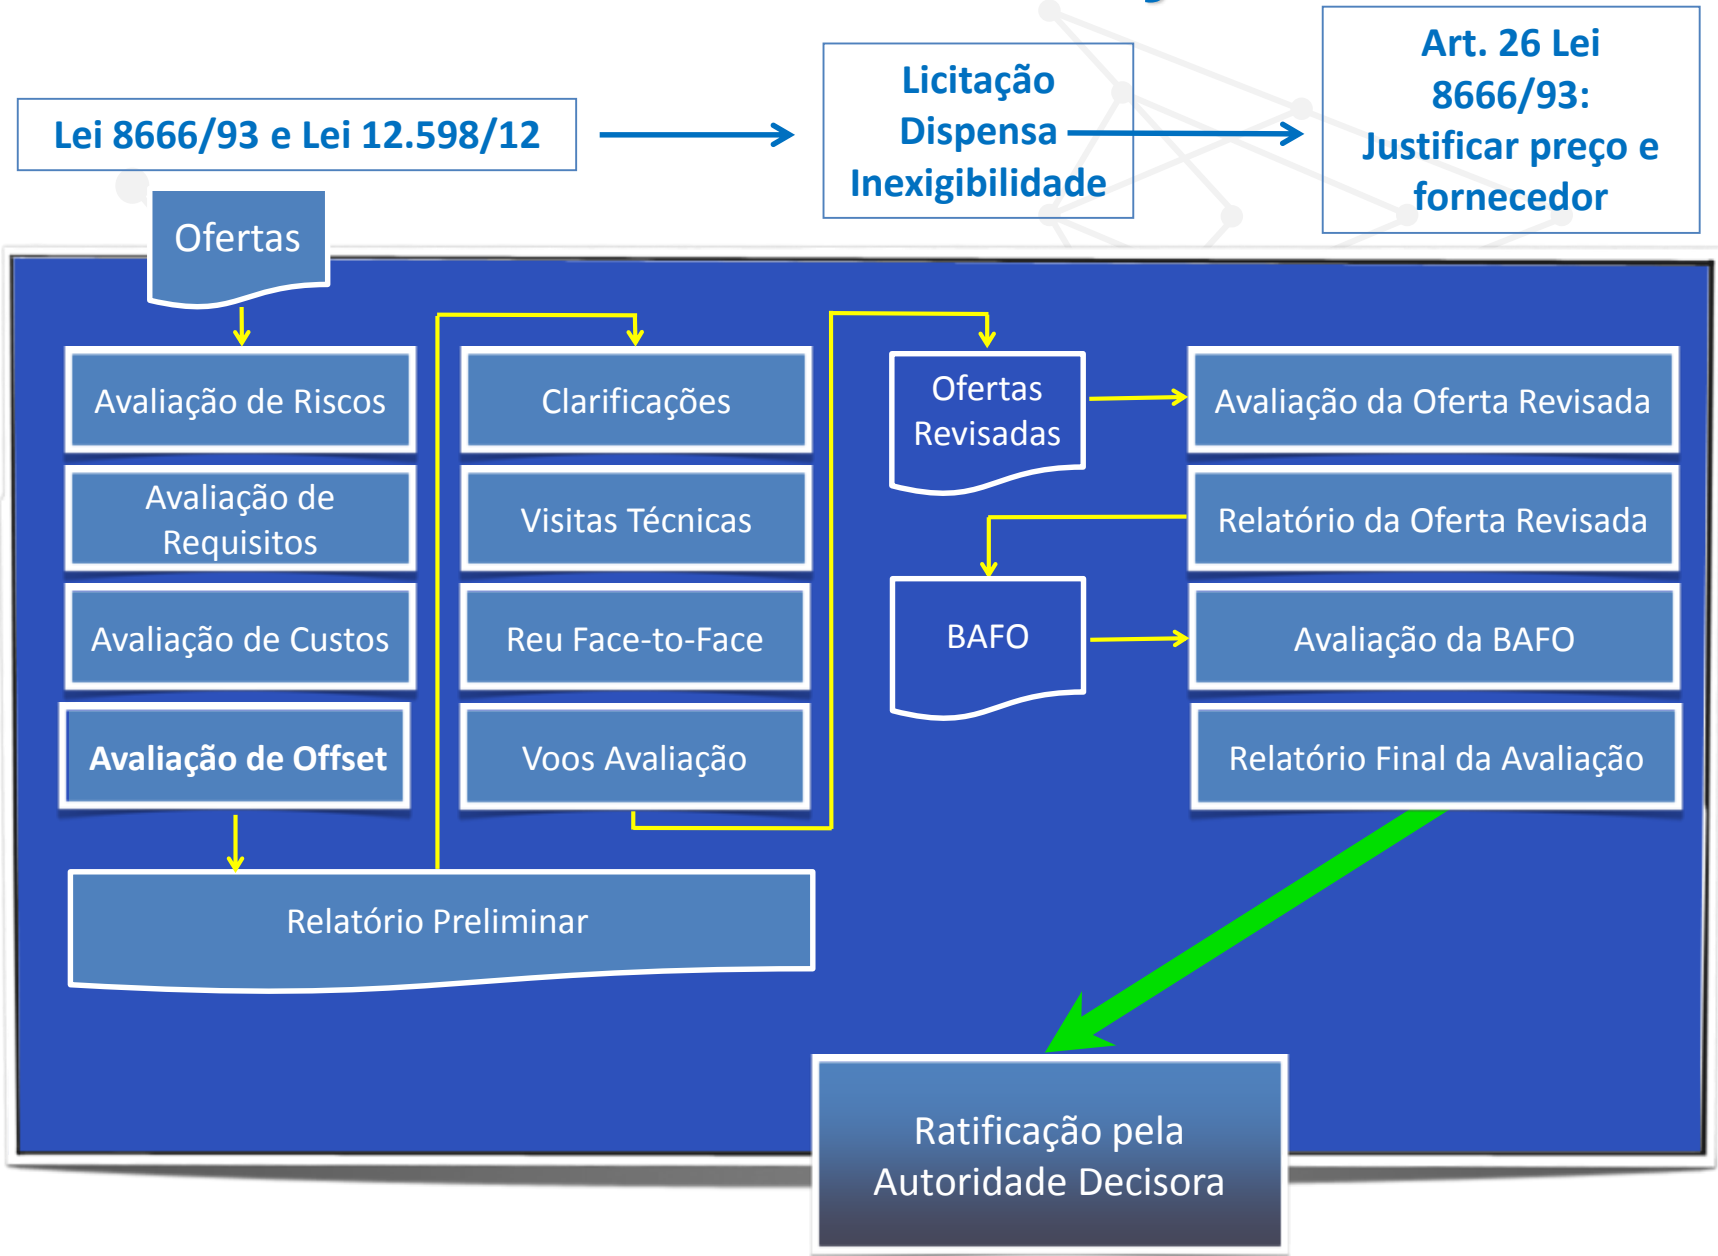 Lei 8666/93 e Lei 12.598/12
Licitação
Dispensa
Inexigibilidade
Art. 26 Lei
8666/93:
Justificar preço e
fornecedor
Ofertas
Avaliação de Riscos
Avaliação de
Requisitos
Avaliação de Custos
Avaliação de Offset
Relatório Preliminar
Clarificações
Visitas Técnicas
Reu Face-to-Face
Voos Avaliação
Ofertas
Revisadas
Avaliação da Oferta Revisada
Relatório da Oferta Revisada
BAFO
Avaliação da BAFO
Relatório Final da Avaliação
Ratificação pela
Autoridade Decisora